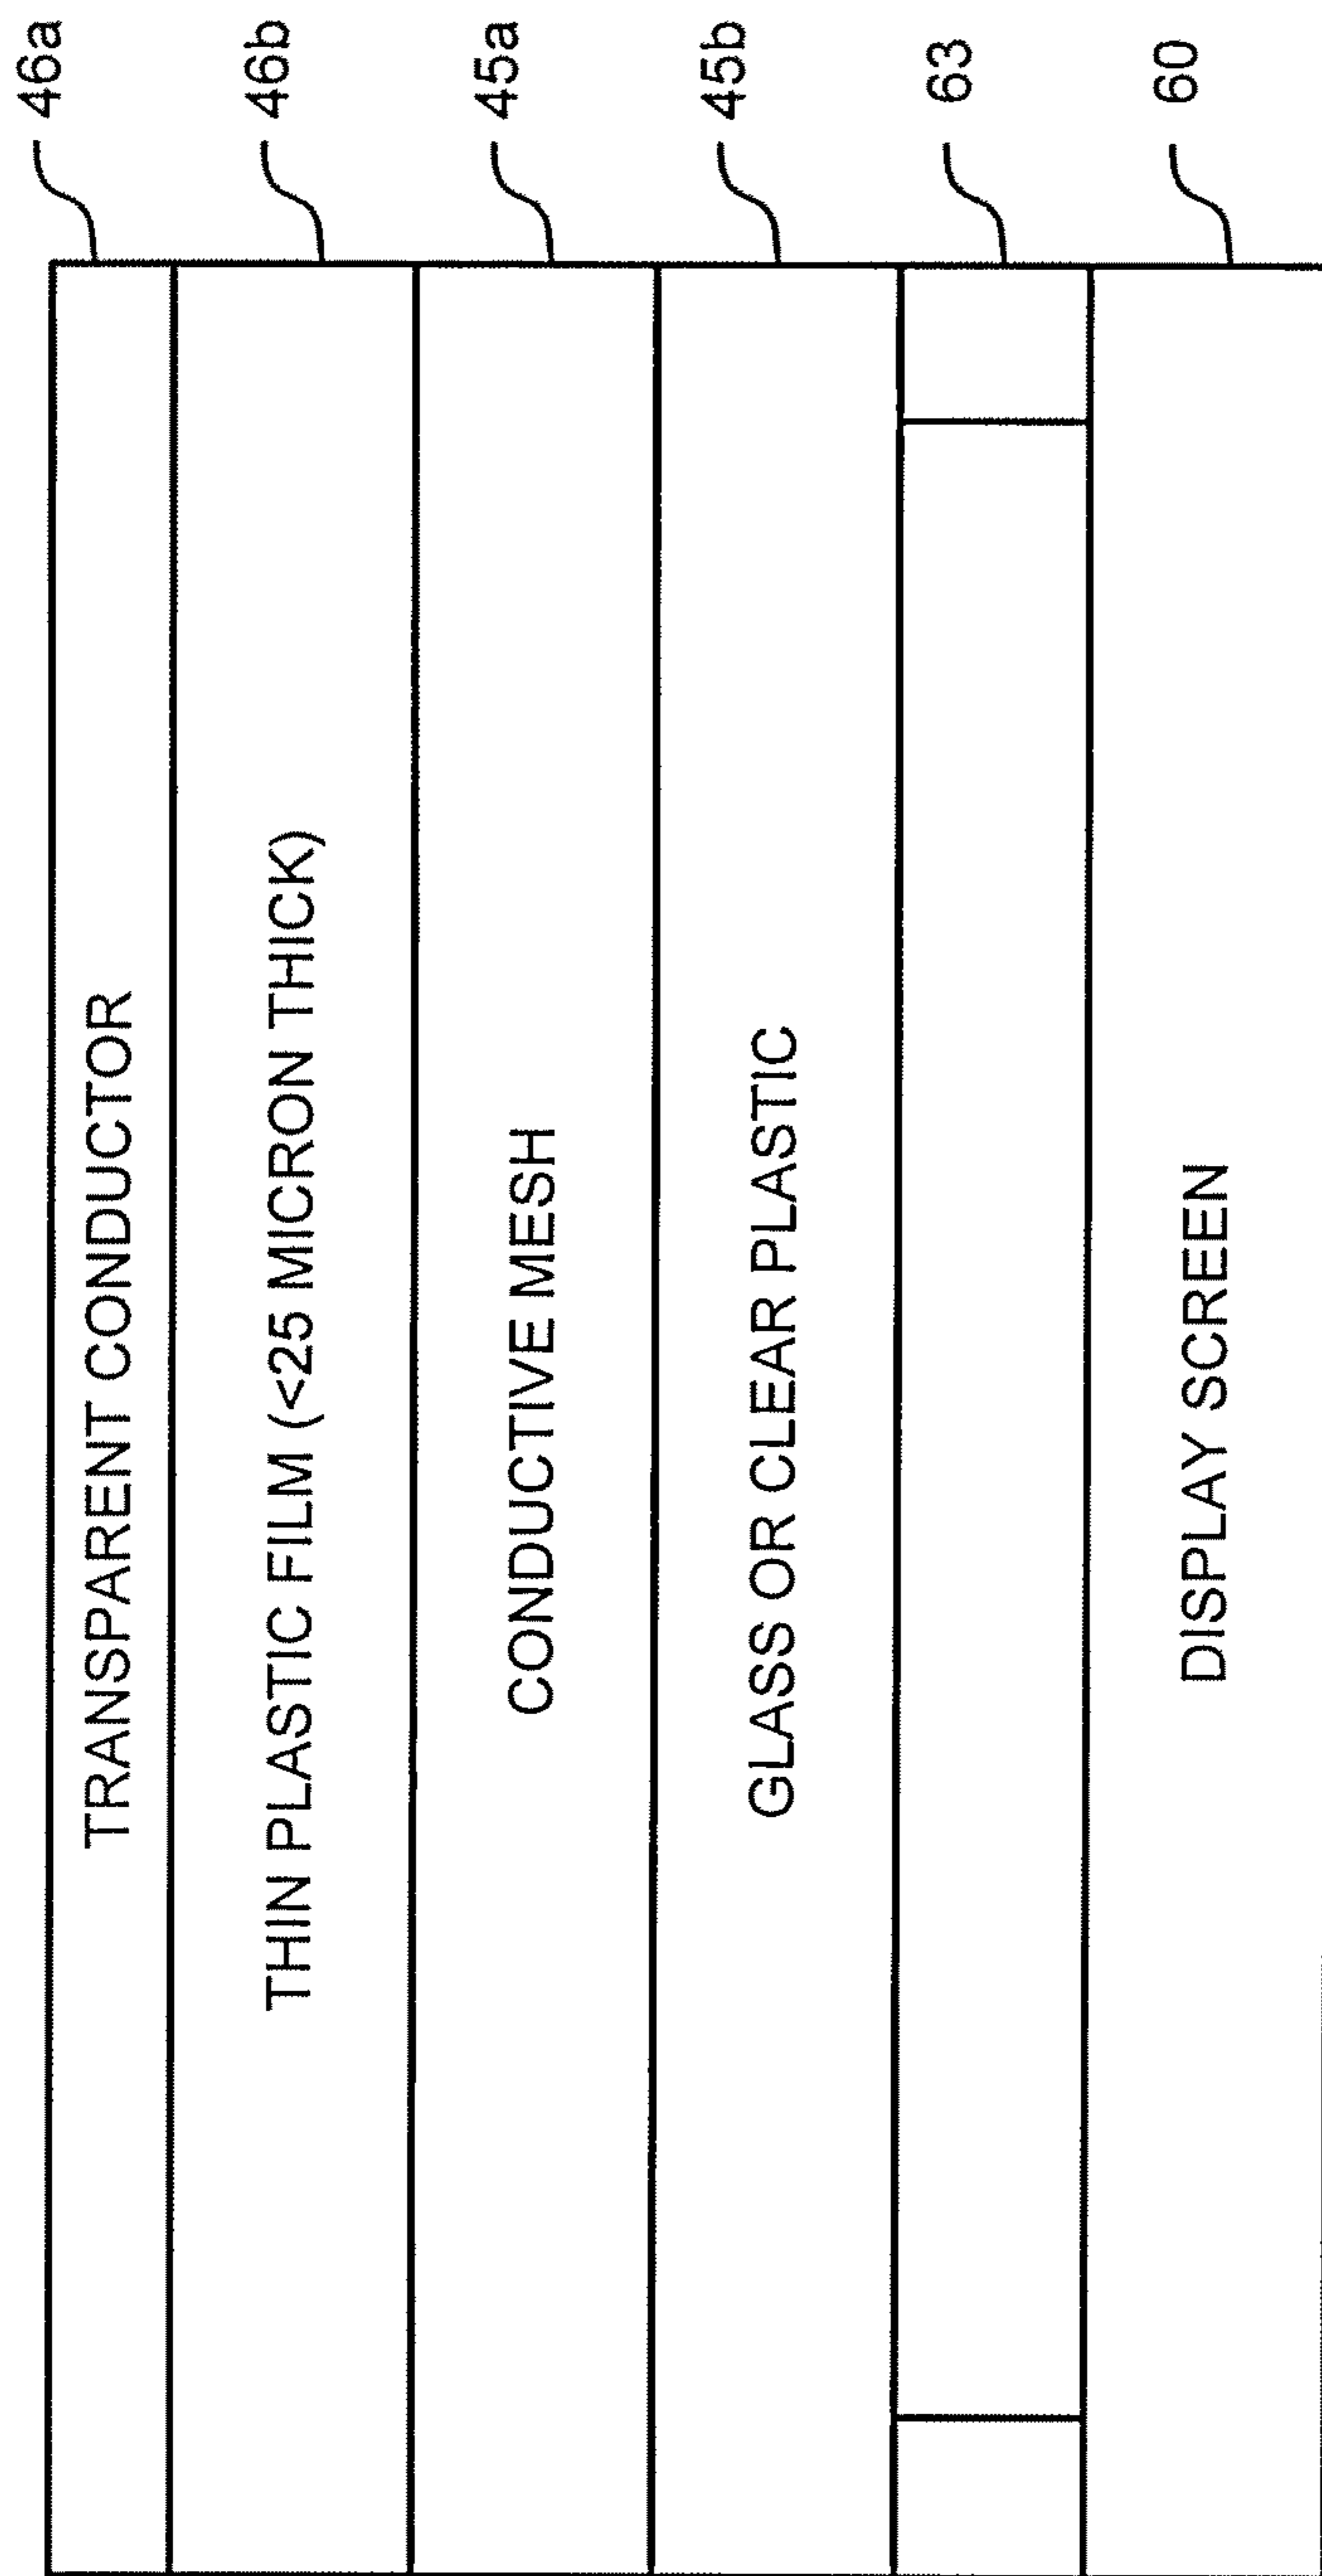 TRANSPARENT CONDUCTOR
46a
THIN PLASTIC FILM (<25 MICRON THICK)
46b
CONDUCTIVE MESH
45a
GLASS OR CLEAR PLASTIC
45b
63
DISPLAY SCREEN
60